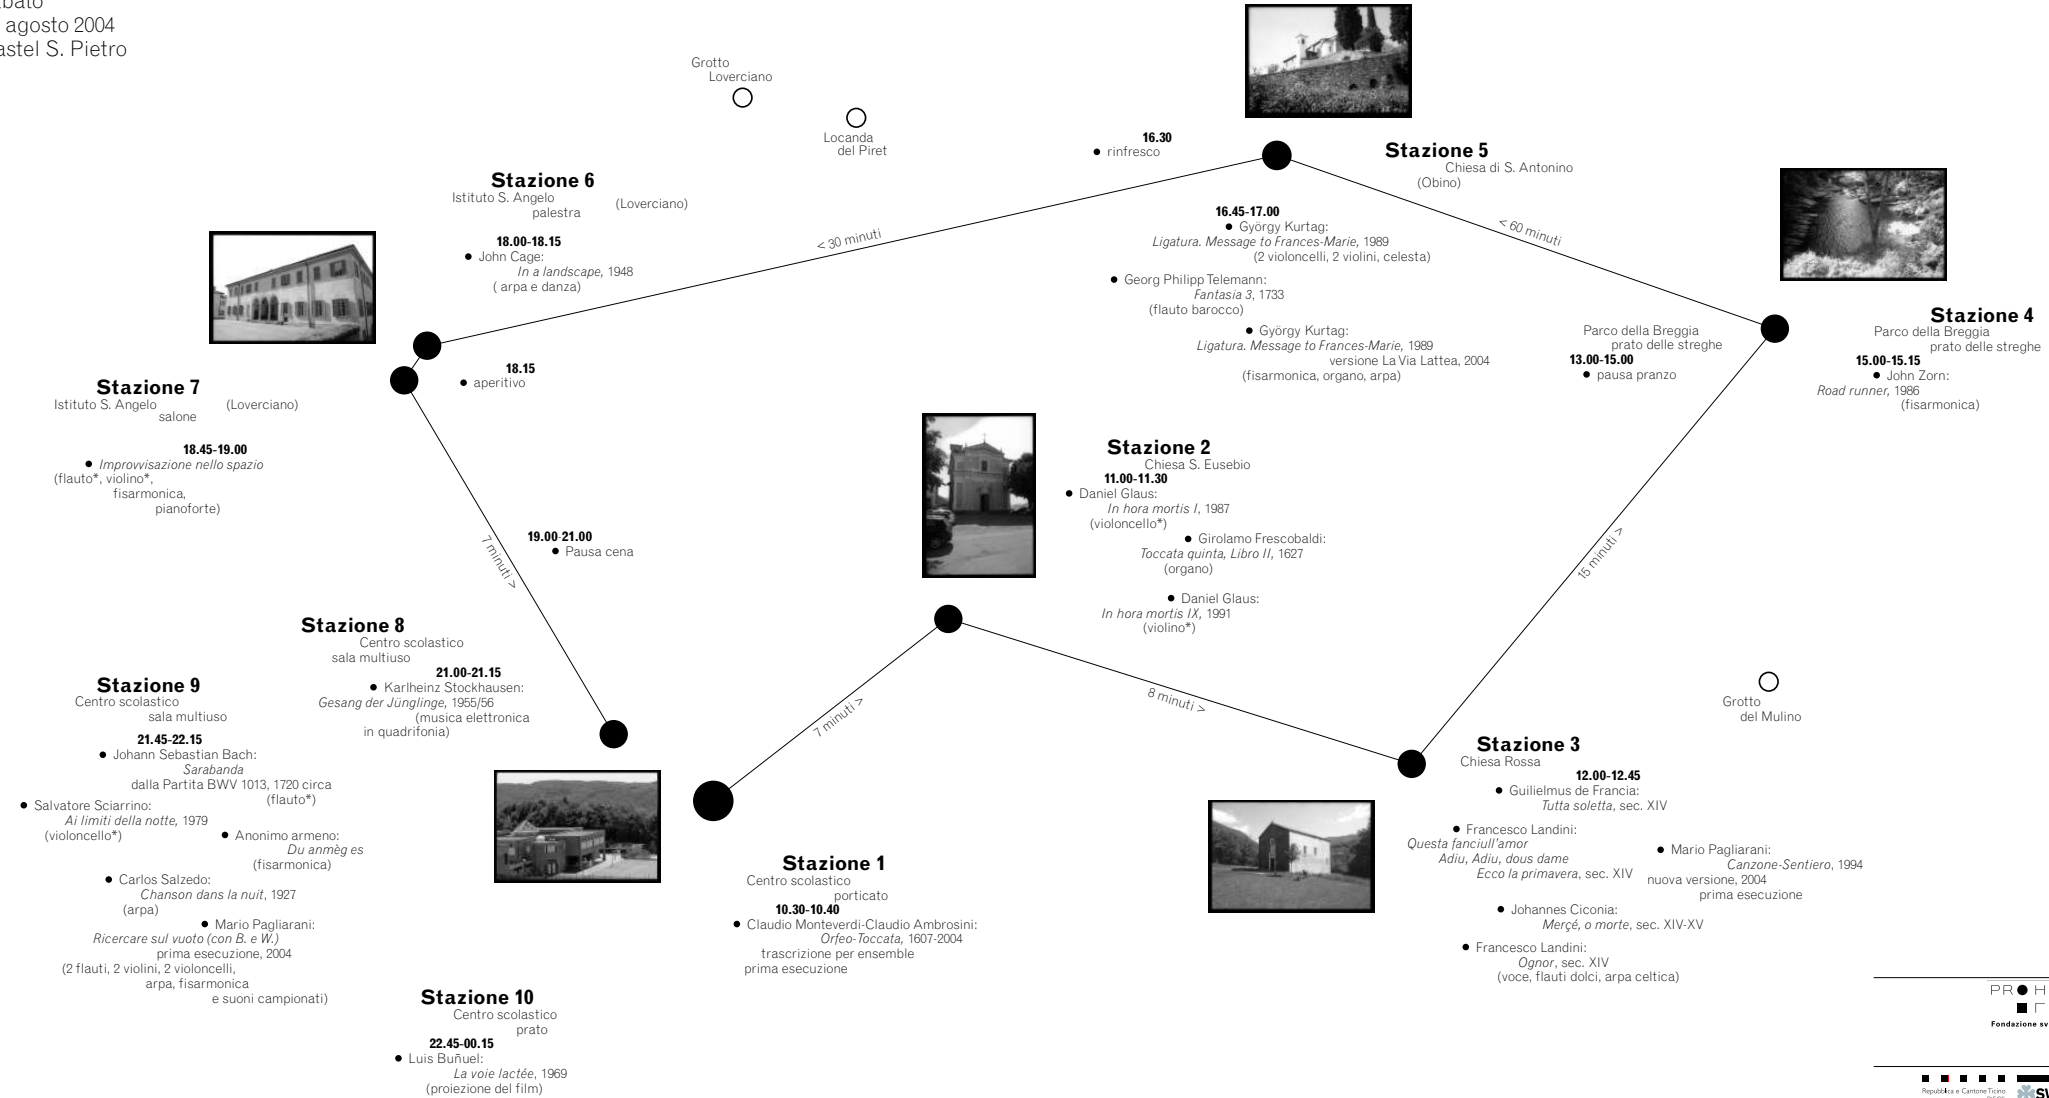 agosto 2004
astel S. Pietro
Grotto
Loverciano
Locanda
del Piret
16.30
• rinfresco
Stazione 5
Chiesa di S. Antonino
(Obino)
16.45-17.00
• György Kurtag:
Ligatura. Message to Frances-Marie, 1989
(2 violoncelli, 2 violini, celesta)
• Georg Philipp Telemann:
Fantasia 3, 1733
(flauto barocco)
• György Kurtag:
Ligatura. Message to Frances-Marie, 1989
versione La Via Lattea, 2004
(fisarmonica, organo, arpa)
< 60 minuti
Stazione 4
Parco della Breggia
prato delle streghe
15.00-15.15
• John Zorn:
Road runner, 1986
(fisarmonica)
Parco della Breggia
prato delle streghe
13.00-15.00
• pausa pranzo
Stazione 6
Istituto S. Angelo (Loverciano)
palestra
18.00-18.15
• John Cage:
In a landscape, 1948
( arpa e danza)
< 30 minuti
18.15
• aperitivo
Stazione 7
Istituto S. Angelo (Loverciano)
salone
18.45-19.00
• Improvvisazione nello spazio
(flauto*, violino*,
fisarmonica,
pianoforte)
7 minuti >
19.00-21.00
• Pausa cena
Stazione 2
Chiesa S. Eusebio
11.00-11.30
• Daniel Glaus:
In hora mortis I, 1987
(violoncello*)
• Girolamo Frescobaldi:
Toccata quinta, Libro II, 1627
(organo)
• Daniel Glaus:
In hora mortis IX, 1991
(violino*)
15 minuti >
8 minuti >
7 minuti >
Grotto
del Mulino
Stazione 3
Chiesa Rossa
12.00-12.45
• Guilielmus de Francia:
Tutta soletta, sec. XIV
• Francesco Landini:
Questa fanciull'amor
Adiu, Adiu, dous dame
Ecco la primavera, sec. XIV
• Mario Pagliarani:
Canzone-Sentiero, 1994
nuova versione, 2004
prima esecuzione
• Johannes Ciconia:
Merçé, o morte, sec. XIV-XV
• Francesco Landini:
Ognor, sec. XIV
(voce, flauti dolci, arpa celtica)
Stazione 8
Centro scolastico
sala multiuso
21.00-21.15
• Karlheinz Stockhausen:
Gesang der Jünglinge, 1955/56
(musica elettronica
in quadrifonia)
Stazione 9
Centro scolastico
sala multiuso
21.45-22.15
• Johann Sebastian Bach:
Sarabanda
dalla Partita BWV 1013, 1720 circa
(flauto*)
• Salvatore Sciarrino:
Ai limiti della notte, 1979
(violoncello*)
• Anonimo armeno:
Du anmèg es
(fisarmonica)
• Carlos Salzedo:
Chanson dans la nuit, 1927
(arpa)
• Mario Pagliarani:
Ricercare sul vuoto (con B. e W.)
prima esecuzione, 2004
(2 flauti, 2 violini, 2 violoncelli,
arpa, fisarmonica
e suoni campionati)
Stazione 1
Centro scolastico
porticato
10.30-10.40
• Claudio Monteverdi-Claudio Ambrosini:
Orfeo-Toccata, 1607-2004
trascrizione per ensemble
prima esecuzione
Stazione 10
Centro scolastico
prato
22.45-00.15
• Luis Buñuel:
La voie lactée, 1969
(proiezione del film)
PR●H
Fondazione sv
Repubblica e Cantone Ticino